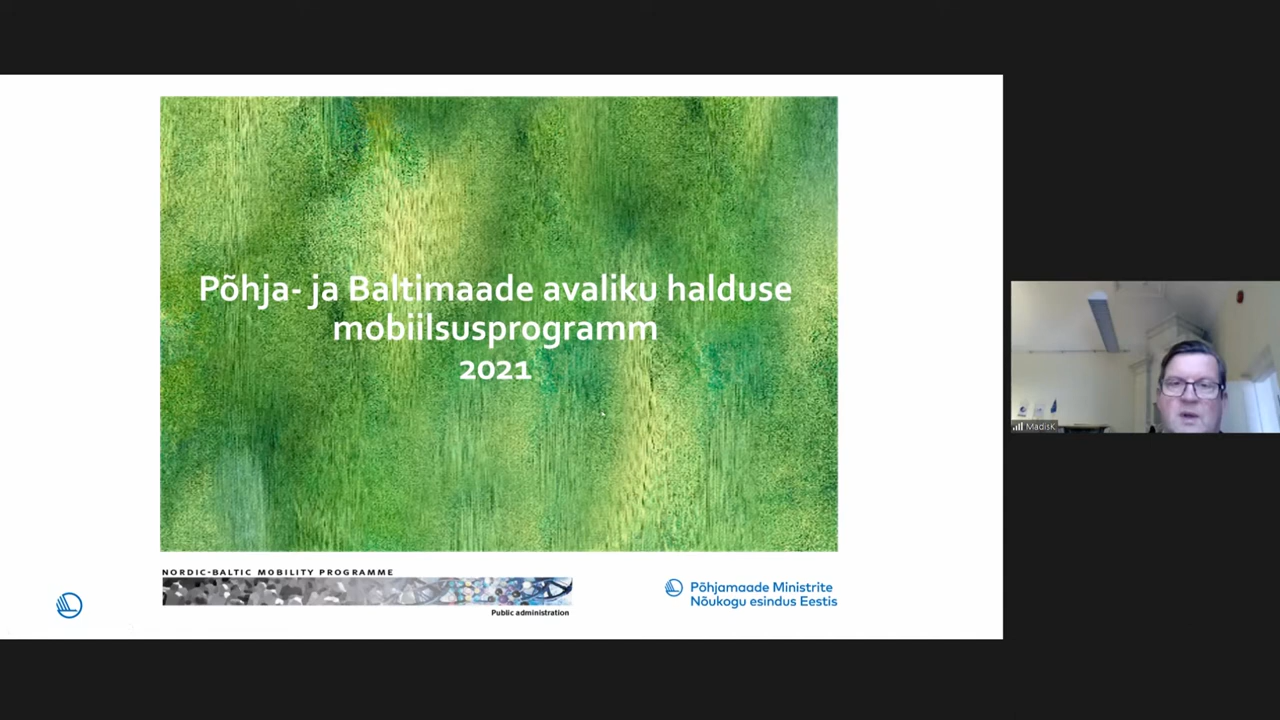 Põhja- ja Baltimaade avaliku halduse
mobiilsusprogramm
2021
NORDIC-BALTIC MOBILITY PROGRAMME
Public administration
Põhjamaade Ministrite
Nõukogu esindus Eestis
MadisK